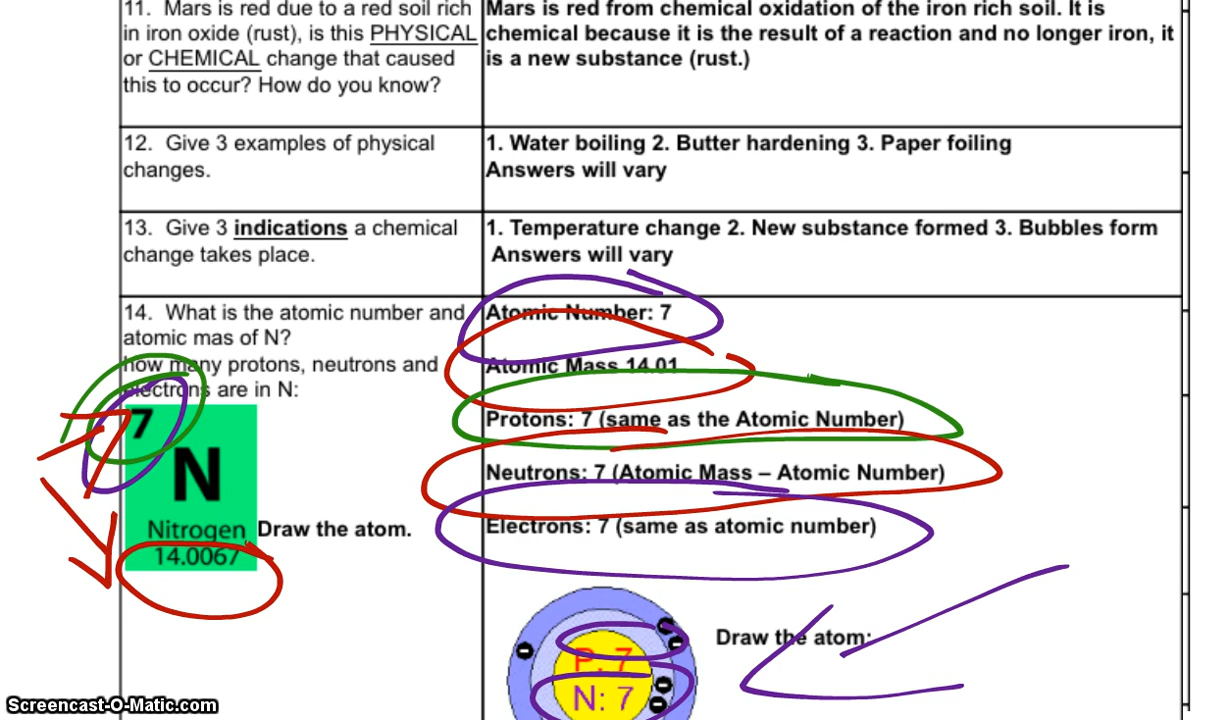 11.  Mars is red due to a red soil rich
in iron oxide (rust), is this PHYSICAL
or CHEMICAL change that caused
this to occur? How do you know?
Mars is red from chemical oxidation of the iron rich soil. It is
chemical because it is the result of a reaction and no longer iron, it
is a new substance (rust.)
12.  Give 3 examples of physical
changes.
1. Water boiling 2. Butter hardening 3. Paper foiling
Answers will vary
13.  Give 3 indications a chemical
change takes place.
1. Temperature change 2. New substance formed 3. Bubbles form
Answers will vary
14.  What is the atomic number and
atomic mas of N?
how many protons, neutrons and
electrons are in N:
7
N
Nitrogen
14.0067
Draw the atom.
Atomic Number: 7
Atomic Mass 14.01
Protons: 7 (same as the Atomic Number)
Neutrons: 7 (Atomic Mass – Atomic Number)
Electrons: 7 (same as atomic number)
Draw the atom:
P: 7
N: 7
Screencast-O-Matic.com